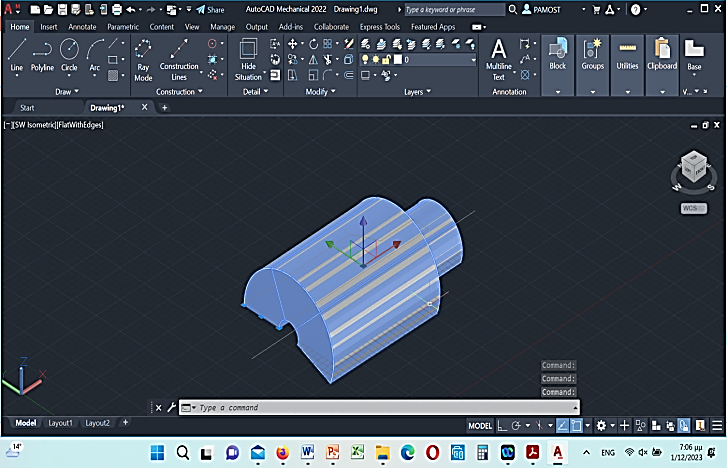 AutoCAD Mechanical 2022 Drawing1.dwg
Share
Type a keyword or phrase
PAMOST
Home Insert Annotate Parametric Content View Output Manage Add-ins Collaborate Express Tools Featured Apps
Line Polyline Circle Arc
Ray Mode
Construction Lines
Hide Situation
0
Multiline Text
Block
Groups
Utilities
Clipboard
Base
Draw Construction Detail Modify Layers Annotation V...
Start Drawing1* X +
[−][SW Isometric][FlatWithEdges]
W S
WCS
Z
X
Command:
Command:
Command:
Type a command
Model Layout1 Layout2 +
MODEL
14°
ENG
7:06 μμ
1/12/2023